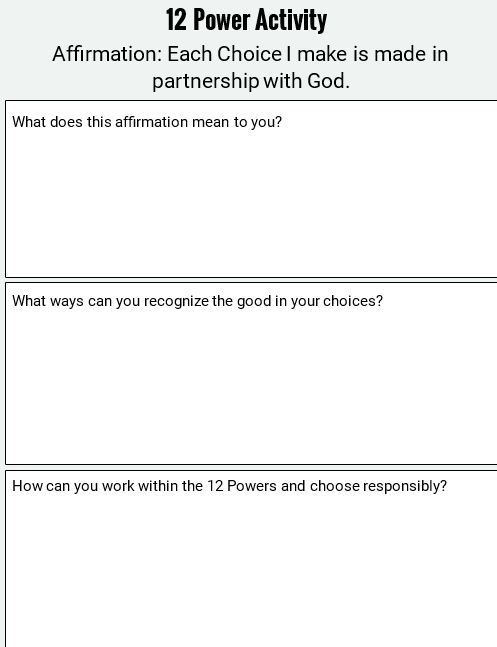 12 Power Activity
Affirmation: Each Choice I make is made in
partnership with God.
What does this affirmation mean to you?
What ways can you recognize the good in your choices?
How can you work within the 12 Powers and choose responsibly?